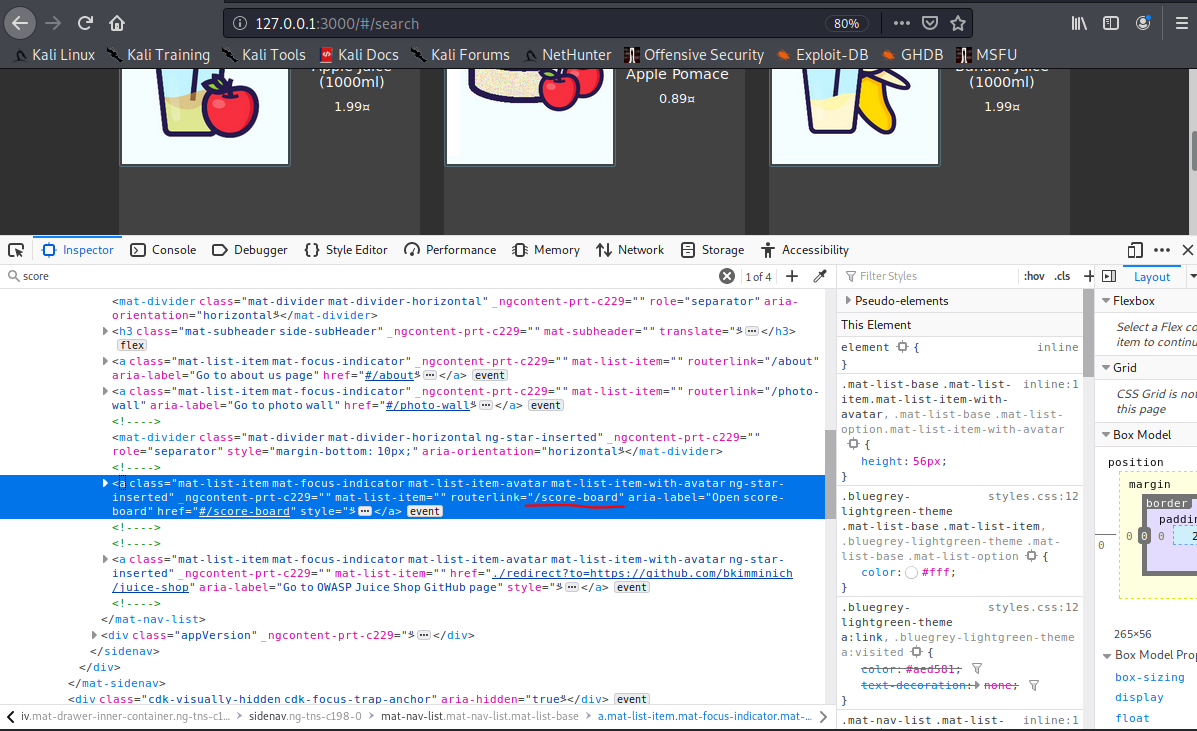 127.0.0.1:3000/#/search 80%
Kali Linux Kali Training Kali Tools Kali Docs Kali Forums NetHunter Offensive Security Exploit-DB GHDB MSFU
Apple Juice
(1000ml)
1.99¤
Apple Pomace
0.89¤
Banana Juice
(1000ml)
1.99¤
Inspector Console Debugger Style Editor Performance Memory Network Storage Accessibility
score 1 of 4
<mat-divider class="mat-divider mat-divider-horizontal" _ngcontent-prt-c229="" role="separator" aria-
orientation="horizontal"></mat-divider>
<h3 class="mat-subheader side-subHeader" _ngcontent-prt-c229="" mat-subheader="" translate="">…</h3>
flex
<a class="mat-list-item mat-focus-indicator" _ngcontent-prt-c229="" mat-list-item="" routerlink="/about"
aria-label="Go to about us page" href="#/about">…</a> event
<a class="mat-list-item mat-focus-indicator" _ngcontent-prt-c229="" mat-list-item="" routerlink="/photo-
wall" aria-label="Go to photo wall" href="#/photo-wall">…</a> event
<!---->
<mat-divider class="mat-divider mat-divider-horizontal ng-star-inserted" _ngcontent-prt-c229=""
role="separator" style="margin-bottom: 10px;" aria-orientation="horizontal"></mat-divider>
<!---->
<a class="mat-list-item mat-focus-indicator mat-list-item-avatar mat-list-item-with-avatar ng-star-
inserted" _ngcontent-prt-c229="" mat-list-item="" routerlink="/score-board" aria-label="Open score-
board" href="#/score-board" style="">…</a> event
<!---->
<!---->
<a class="mat-list-item mat-focus-indicator mat-list-item-avatar mat-list-item-with-avatar ng-star-
inserted" _ngcontent-prt-c229="" mat-list-item="" href="./redirect?to=https://github.com/bkimminich
/juice-shop" aria-label="Go to OWASP Juice Shop GitHub page" style="">…</a> event
<!---->
</mat-nav-list>
<div class="appVersion" _ngcontent-prt-c229="">…</div>
</sidenav>
</div>
</mat-sidenav>
<div class="cdk-visually-hidden cdk-focus-trap-anchor" aria-hidden="true"></div> event
iv.mat-drawer-inner-container.ng-tns-c1… sidenav.ng-tns-c198-0 mat-nav-list.mat-nav-list.mat-list-base a.mat-list-item.mat-focus-indicator.mat-…
Filter Styles :hov .cls
Pseudo-elements
This Element
element { inline
}
.mat-list-base .mat-list- inline:1
item.mat-list-item-with-
avatar, .mat-list-base .mat-list-
option.mat-list-item-with-avatar
{
height: 56px;
}
.bluegrey- styles.css:12
lightgreen-theme
.mat-list-base .mat-list-item,
.bluegrey-lightgreen-theme .mat-
list-base .mat-list-option {
color: #fff;
}
.bluegrey- styles.css:12
lightgreen-theme
a:link, .bluegrey-lightgreen-theme
a:visited {
color: #aed581;
text-decoration: none;
}
.mat-nav-list .mat-list- inline:1
Layout
Flexbox
Select a Flex co
item to continu
Grid
CSS Grid is not
this page
Box Model
position
margin
border
paddin
0 0 0 0 2
265×56
Box Model Prop
box-sizing
display
float